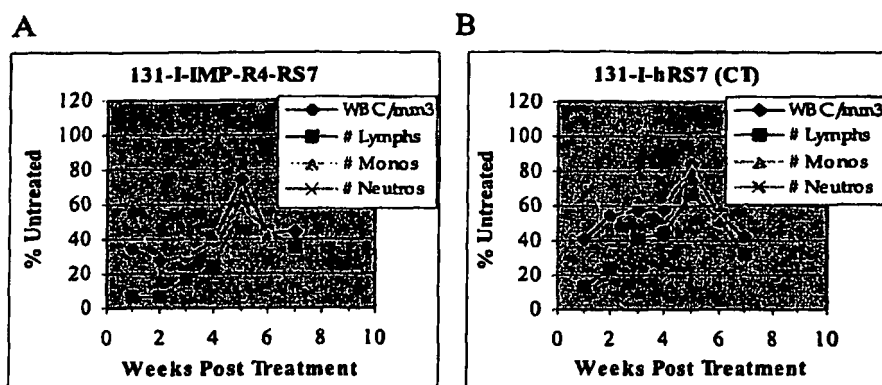 A
131-I-IMP-R4-RS7
120
100
80
60
40
20
0
% Untreated
WBC/mm3
# Lymphs
# Monos
# Neutros
0 2 4 6 8 10
Weeks Post Treatment
B
131-I-hRS7 (CT)
120
100
80
60
40
20
0
% Untreated
WBC/mm3
# Lymphs
# Monos
# Neutros
0 2 4 6 8 10
Weeks Post Treatment